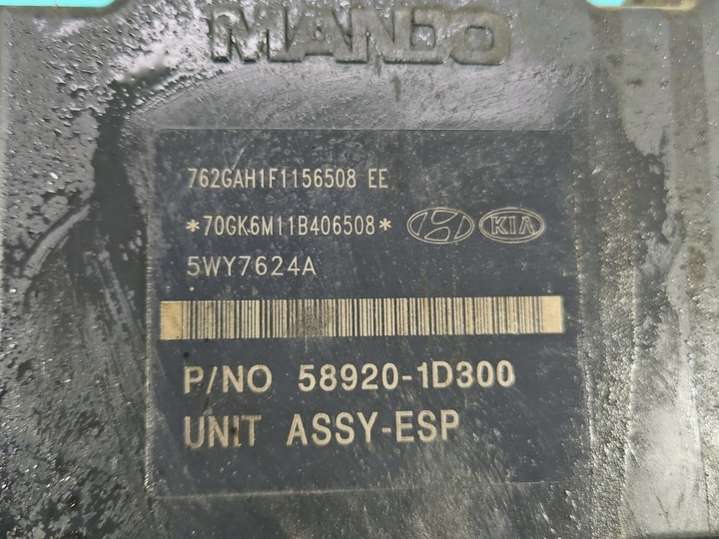 MANDO
762GAH1F1156508 EE
*70GK6M11B406508*
KIA
5WY7624A
P/NO 58920-1D300
UNIT ASSY-ESP